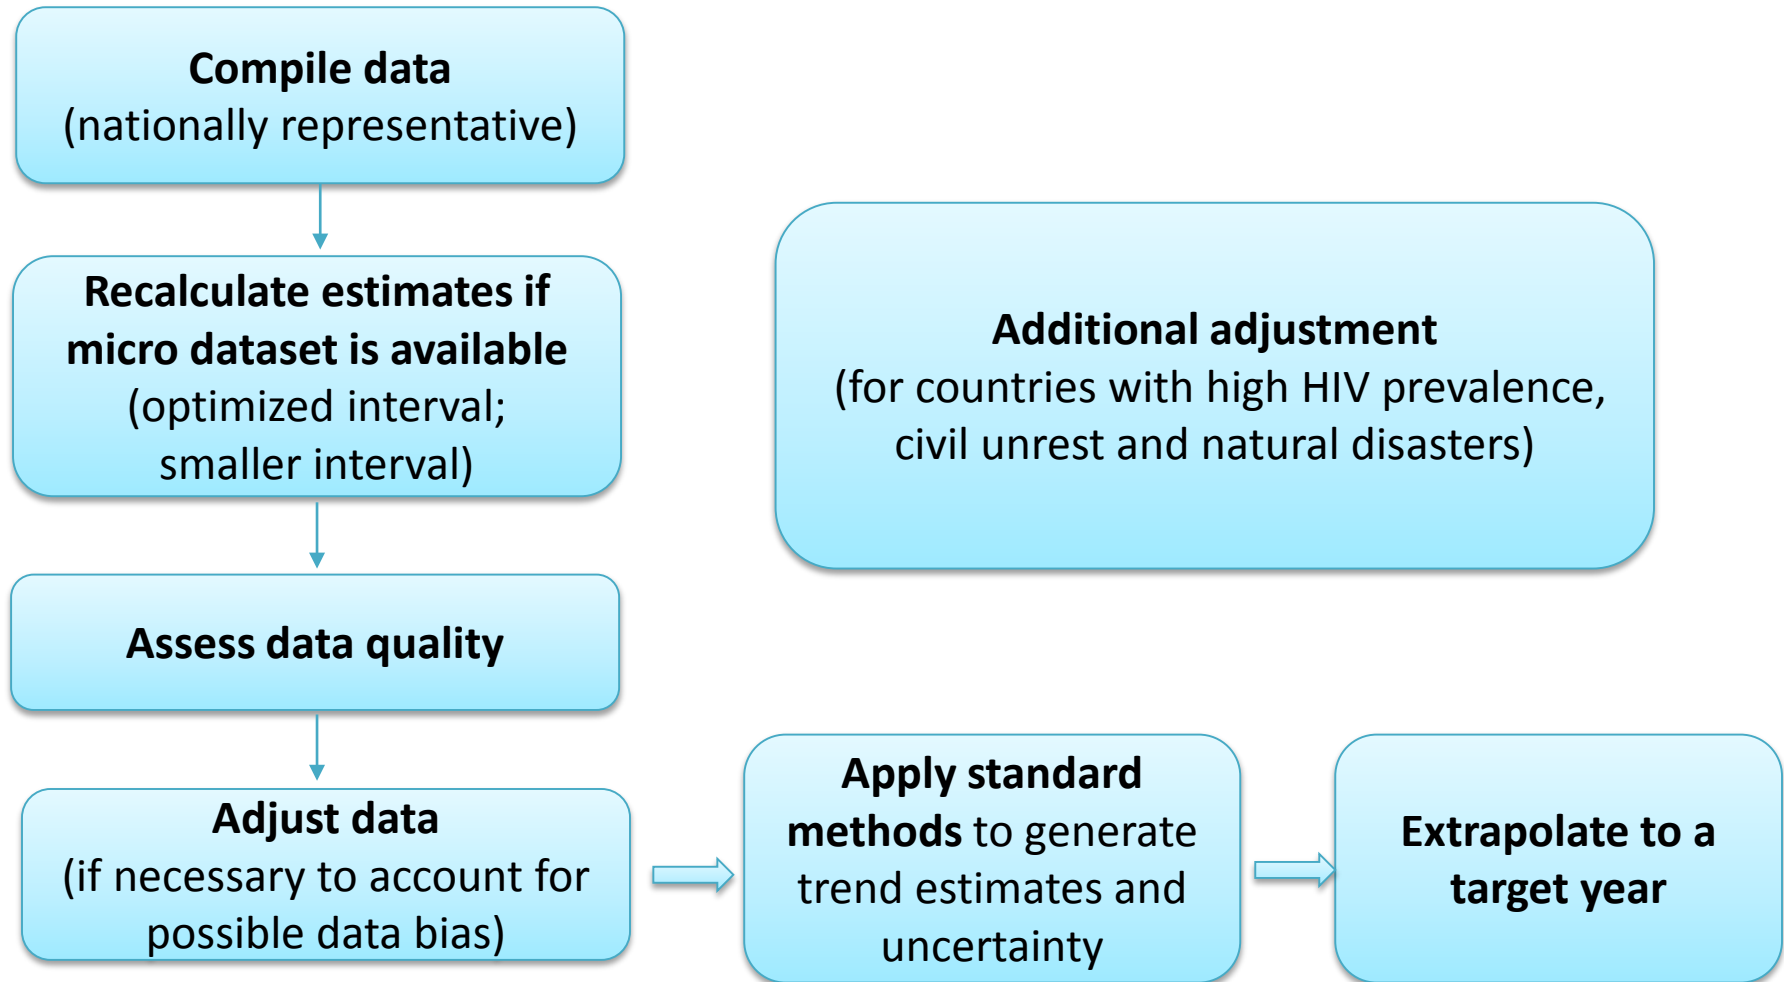 Compile data
(nationally representative)
Recalculate estimates if
micro dataset is available
(optimized interval;
smaller interval)
Assess data quality
Adjust data
(if necessary to account for
possible data bias)
Additional adjustment
(for countries with high HIV prevalence,
civil unrest and natural disasters)
Apply standard
methods to generate
trend estimates and
uncertainty
Extrapolate to a
target year